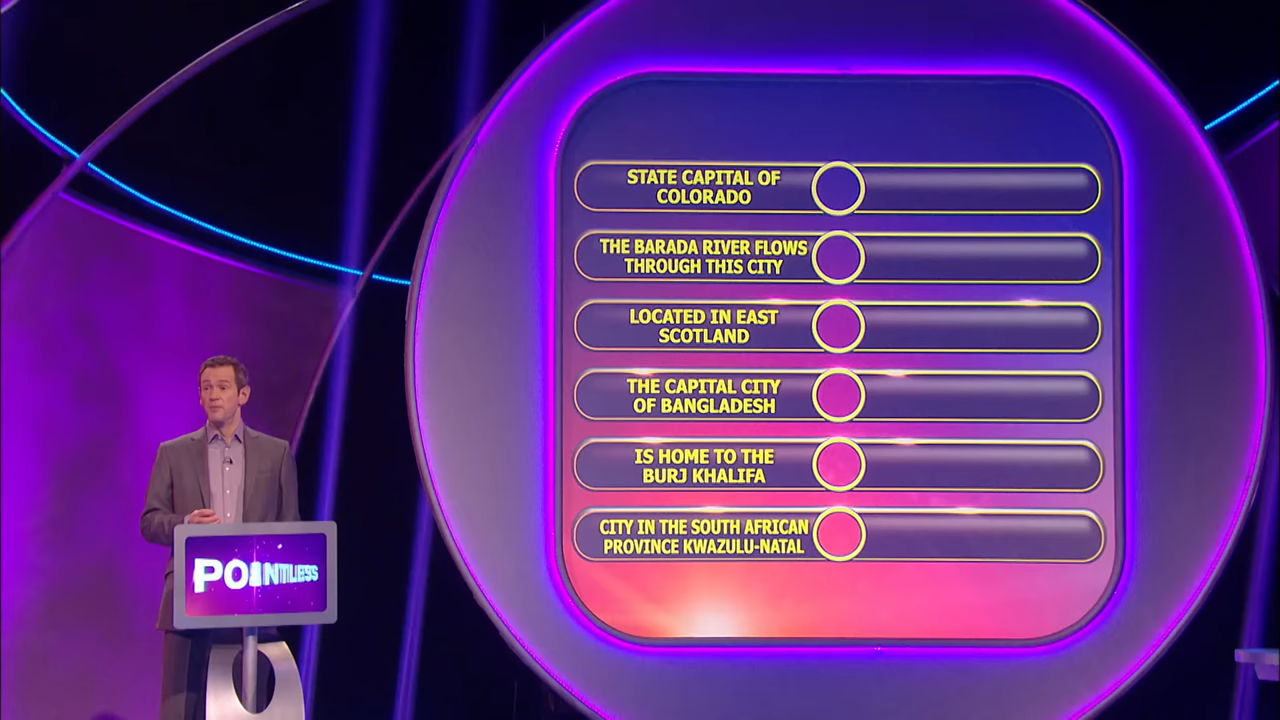 STATE CAPITAL OF
COLORADO
THE BARADA RIVER FLOWS
THROUGH THIS CITY
LOCATED IN EAST
SCOTLAND
THE CAPITAL CITY
OF BANGLADESH
IS HOME TO THE
BURJ KHALIFA
CITY IN THE SOUTH AFRICAN
PROVINCE KWAZULU-NATAL
POINTLESS